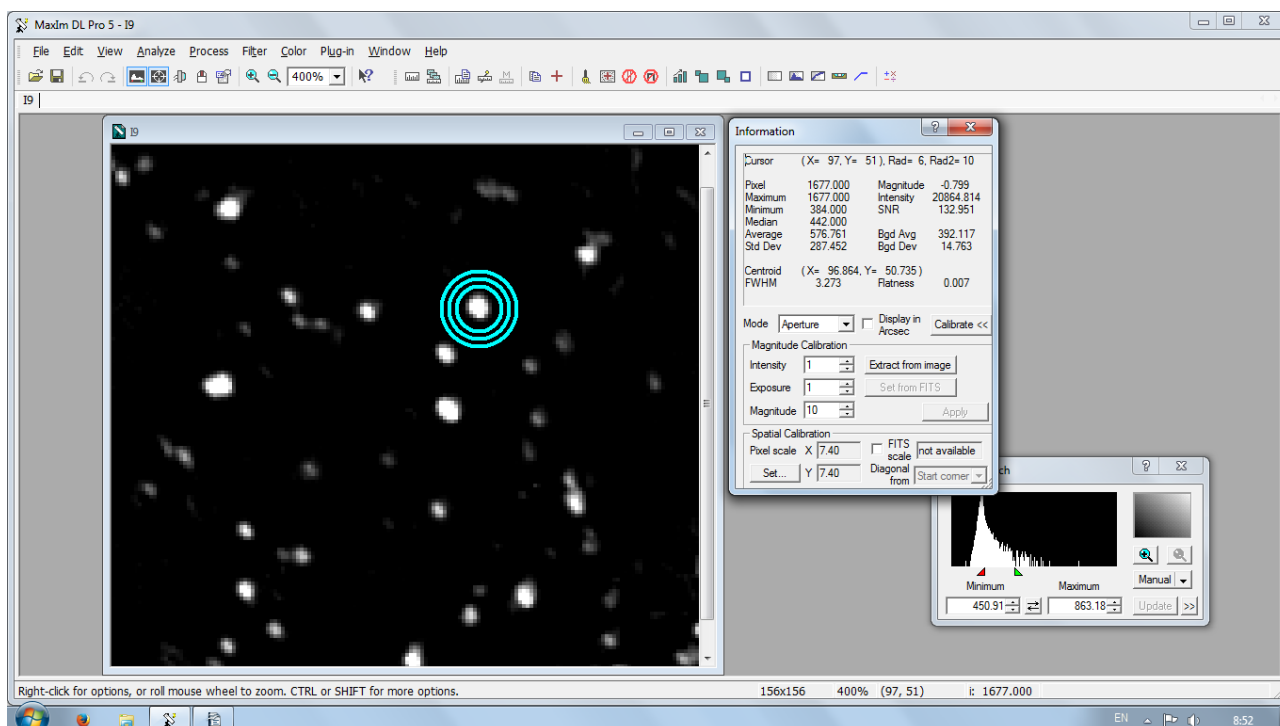 MaxIm DL Pro 5 - I9
File Edit View Analyze Process Filter Color Plug-in Window Help
400%
I9
I9
Information
Cursor (X= 97, Y= 51), Rad= 6, Rad2= 10
Pixel 1677.000 Magnitude -0.799
Maximum 1677.000 Intensity 20864.814
Minimum 384.000 SNR 132.951
Median 442.000
Average 576.761 Bgd Avg 392.117
Std Dev 287.452 Bgd Dev 14.763
Centroid (X= 96.864, Y= 50.735)
FWHM 3.273 Flatness 0.007
Mode Aperture Display in Arcsec Calibrate <<
Magnitude Calibration
Intensity 1 Extract from image
Exposure 1 Set from FITS
Magnitude 10 Apply
Spatial Calibration
Pixel scale X 7.40 FITS scale not available
Set... Y 7.40 Diagonal from Start corner
Minimum Maximum Manual
450.91 863.18 Update >>
Right-click for options, or roll mouse wheel to zoom. CTRL or SHIFT for more options. 156x156 400% (97, 51) i: 1677.000
EN 8:52